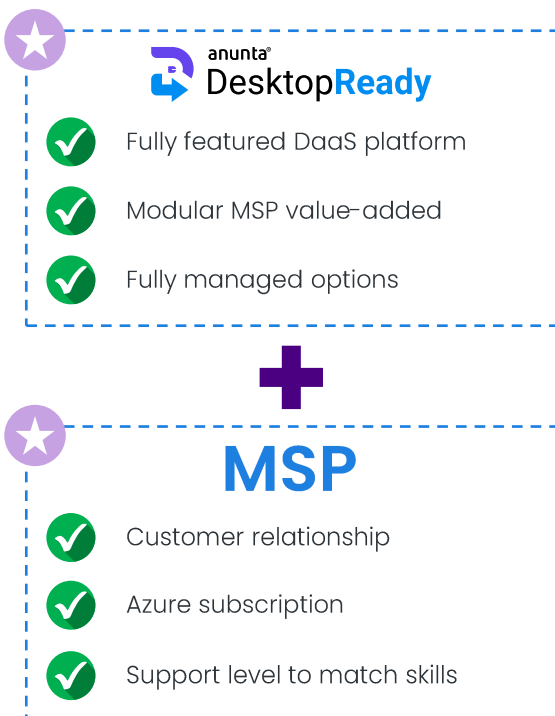 anunta®
DesktopReady
Fully featured DaaS platform
Modular MSP value-added
Fully managed options
MSP
Customer relationship
Azure subscription
Support level to match skills